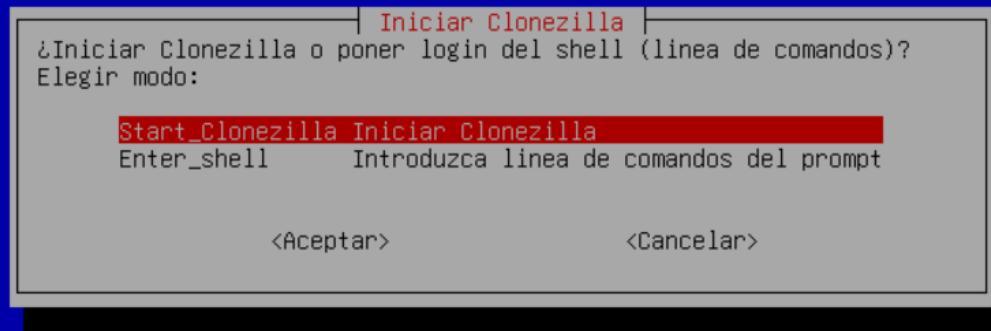 Iniciar Clonezilla
¿Iniciar Clonezilla o poner login del shell (linea de comandos)?
Elegir modo:
Start_Clonezilla Iniciar Clonezilla
Enter_shell Introduzca linea de comandos del prompt
<Aceptar> <Cancelar>